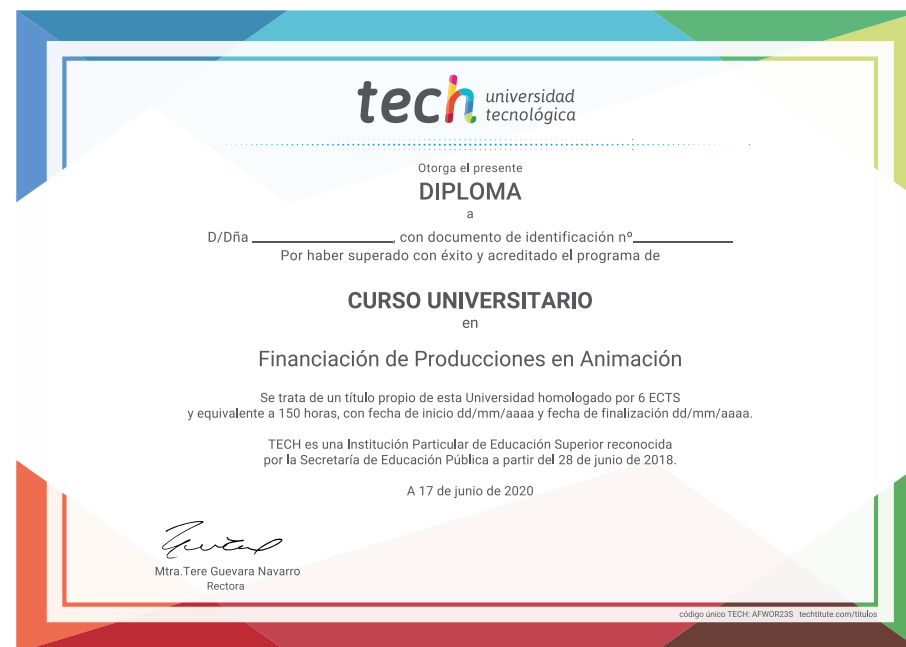 tech universidad
tecnológica
Otorga el presente
DIPLOMA
a
D/Dña ____________________, con documento de identificación nº______________
Por haber superado con éxito y acreditado el programa de
CURSO UNIVERSITARIO
en
Financiación de Producciones en Animación
Se trata de un título propio de esta Universidad homologado por 6 ECTS
y equivalente a 150 horas, con fecha de inicio dd/mm/aaaa y fecha de finalización dd/mm/aaaa.
TECH es una Institución Particular de Educación Superior reconocida
por la Secretaría de Educación Pública a partir del 28 de junio de 2018.
A 17 de junio de 2020
Mtra.Tere Guevara Navarro
Rectora
código único TECH: AFWOR23S techtitute.com/titulos